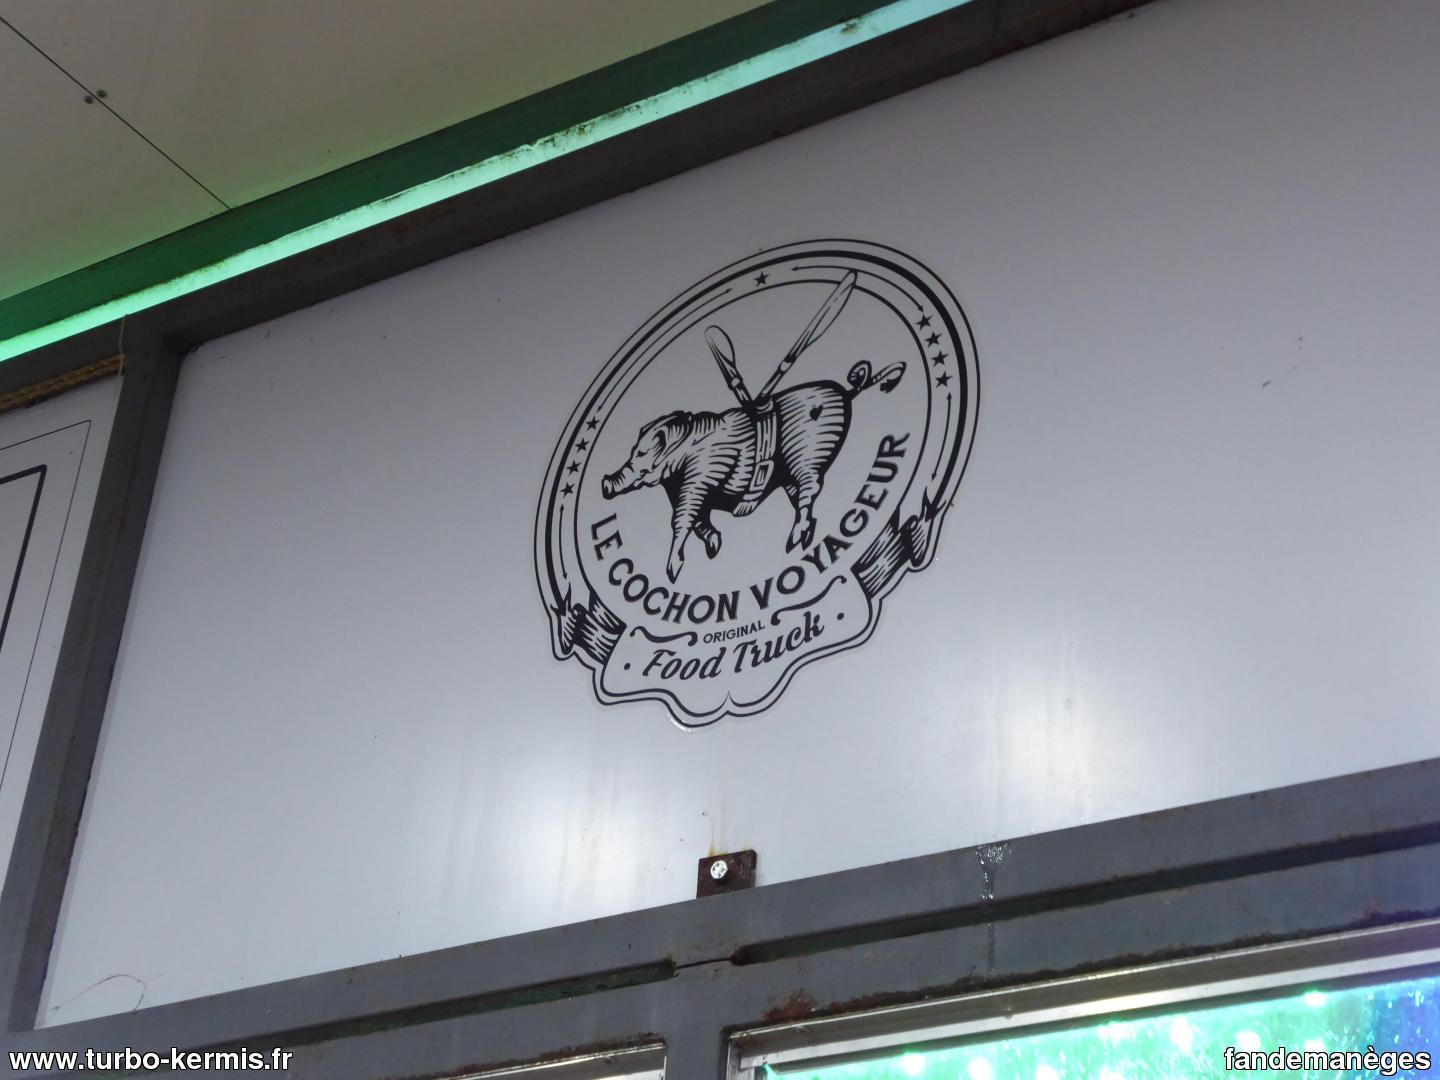 LE COCHON VOYAGEUR
ORIGINAL
Food Truck
www.turbo-kermis.fr
fandemanèges